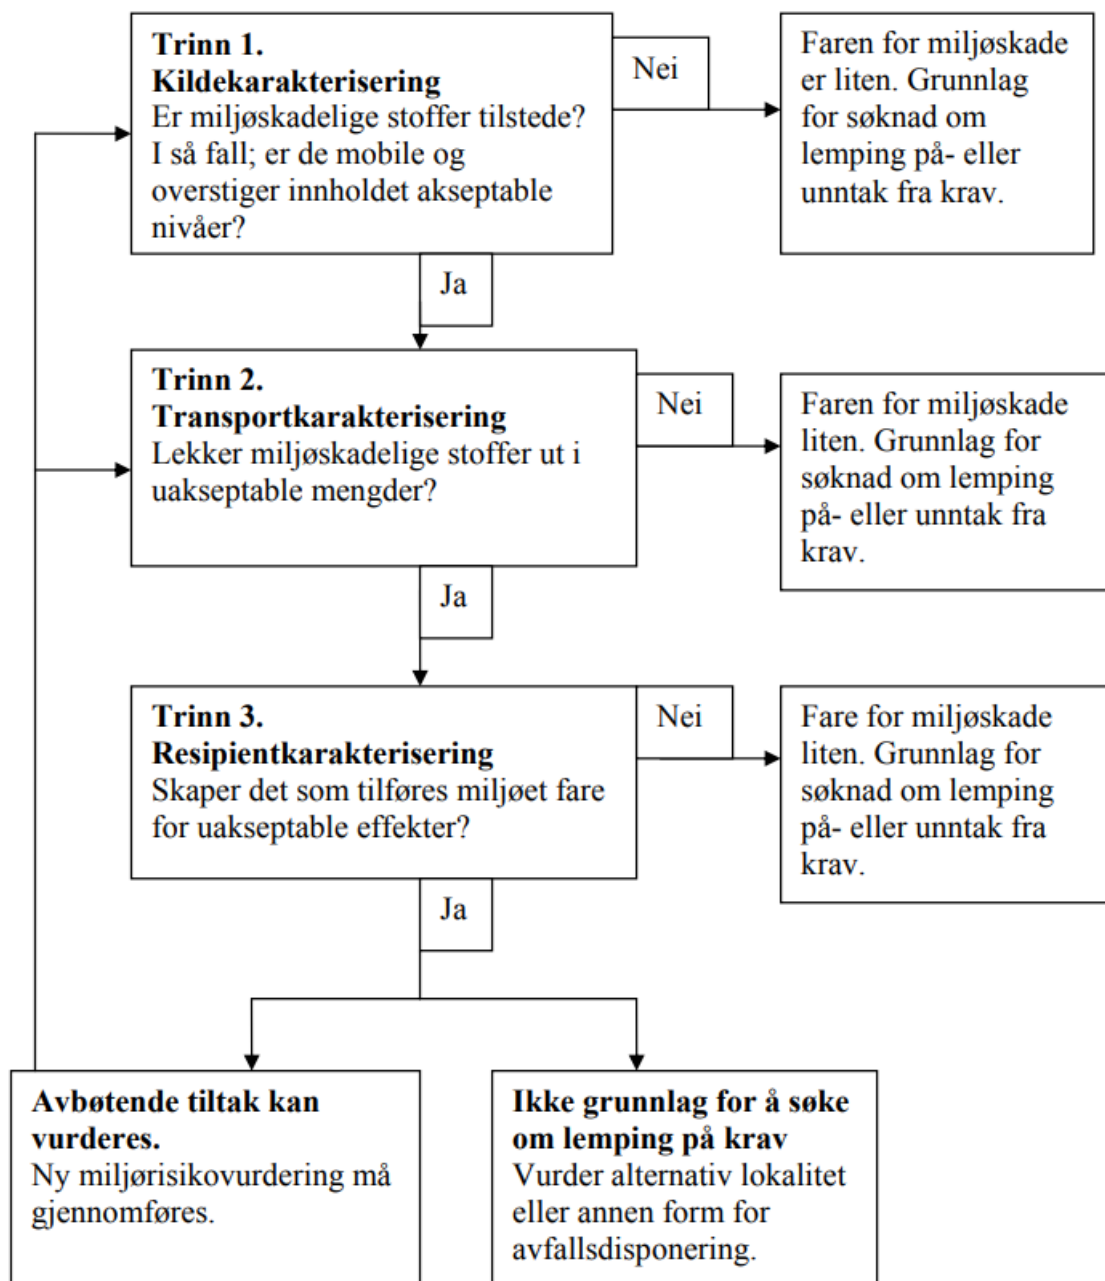 Trinn 1.
Kildekarakterisering
Er miljøskadelige stoffer tilstede?
I så fall; er de mobile og
overstiger innholdet akseptable
nivåer?
Nei
Faren for miljøskade
er liten. Grunnlag
for søknad om
lemping på- eller
unntak fra krav.
Ja
Trinn 2.
Transportkarakterisering
Lekker miljøskadelige stoffer ut i
uakseptable mengder?
Nei
Faren for miljøskade
liten. Grunnlag for
søknad om lemping
på- eller unntak fra
krav.
Ja
Trinn 3.
Resipientkarakterisering
Skaper det som tilføres miljøet fare
for uakseptable effekter?
Nei
Fare for miljøskade
liten. Grunnlag for
søknad om lemping
på- eller unntak fra
krav.
Ja
Avbøtende tiltak kan
vurderes.
Ny miljørisikovurdering må
gjennomføres.
Ikke grunnlag for å søke
om lemping på krav
Vurder alternativ lokalitet
eller annen form for
avfallsdisponering.